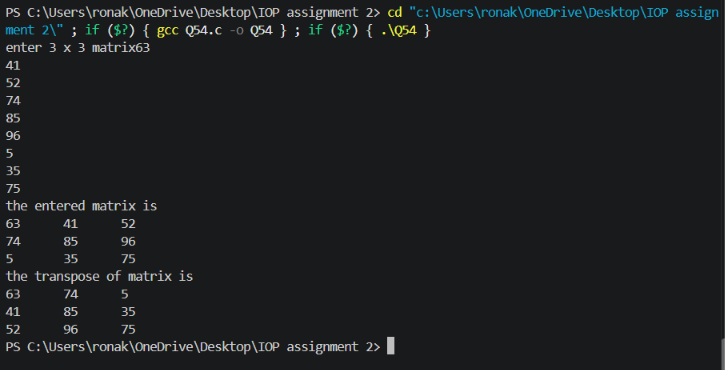 PS C:\Users\ronak\OneDrive\Desktop\IOP assignment 2> cd "c:\Users\ronak\OneDrive\Desktop\IOP assign
ment 2\" ; if ($?) { gcc Q54.c -o Q54 } ; if ($?) { .\Q54 }
enter 3 x 3 matrix63
41
52
74
85
96
5
35
75
the entered matrix is
63 41 52
74 85 96
5 35 75
the transpose of matrix is
63 74 5
41 85 35
52 96 75
PS C:\Users\ronak\OneDrive\Desktop\IOP assignment 2>